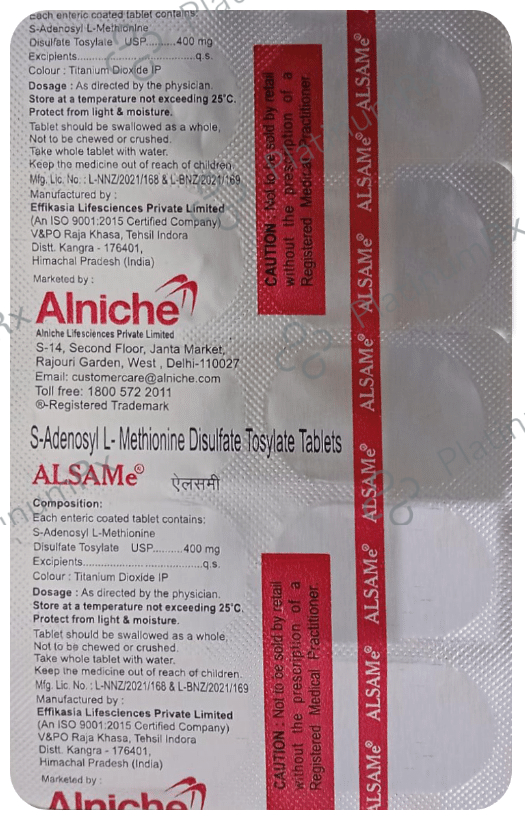 Each enteric coated tablet contains:
S-Adenosyl L-Methionine
Disulfate Tosylate USP..........400 mg
Excipients........................................q.s.
Colour : Titanium Dioxide IP
Dosage : As directed by the physician.
Store at a temperature not exceeding 25°C.
Protect from light & moisture.
Tablet should be swallowed as a whole,
Not to be chewed or crushed.
Take whole tablet with water.
Keep the medicine out of reach of children.
Mfg. Lic. No. : L-NNZ/2021/168 & L-BNZ/2021/169
Manufactured by :
Effikasia Lifesciences Private Limited
(An ISO 9001:2015 Certified Company)
V&PO Raja Khasa, Tehsil Indora
Distt. Kangra - 176401,
Himachal Pradesh (India)
Marketed by :
Alniche
Alniche Lifesciences Private Limited
S-14, Second Floor, Janta Market,
Rajouri Garden, West , Delhi-110027
Email: customercare@alniche.com
Toll free: 1800 572 2011
®-Registered Trademark
S-Adenosyl L- Methionine Disulfate Tosylate Tablets
ALSAMe® ऐलसमी
Composition:
Each enteric coated tablet contains:
S-Adenosyl L-Methionine
Disulfate Tosylate USP..........400 mg
Excipients........................................q.s.
Colour : Titanium Dioxide IP
Dosage : As directed by the physician.
Store at a temperature not exceeding 25°C.
Protect from light & moisture.
Tablet should be swallowed as a whole,
Not to be chewed or crushed.
Take whole tablet with water.
Keep the medicine out of reach of children.
Mfg. Lic. No. : L-NNZ/2021/168 & L-BNZ/2021/169
Manufactured by :
Effikasia Lifesciences Private Limited
(An ISO 9001:2015 Certified Company)
V&PO Raja Khasa, Tehsil Indora
Distt. Kangra - 176401,
Himachal Pradesh (India)
Marketed by :
Alniche
CAUTION : Not to be sold by retail
without the prescription of a
Registered Medical Practitioner.
CAUTION : Not to be sold by retail
without the prescription of a
Registered Medical Practitioner.
ALSAMe® ALSAMe® ALSAMe® ALSAMe® ALSAMe® ALSAMe® ALSAMe® ALSAMe®
PlatinumRx